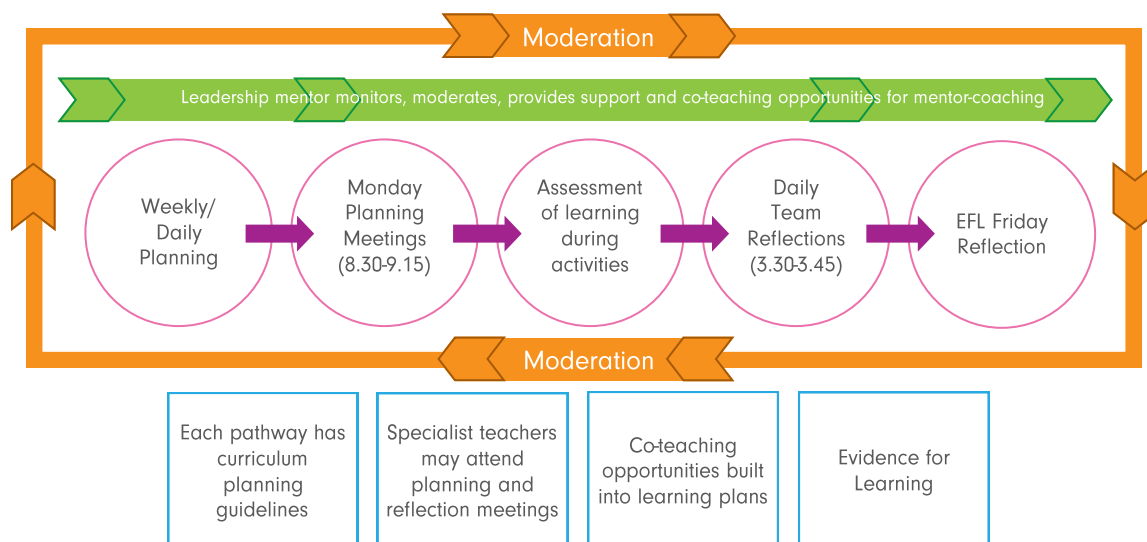 Moderation
Leadership mentor monitors, moderates, provides support and co-teaching opportunities for mentor-coaching
Weekly/
Daily
Planning
Monday
Planning
Meetings
(8.30-9.15)
Assessment
of learning
during
activities
Daily
Team
Reflections
(3.30-3.45)
EFL Friday
Reflection
Moderation
Each pathway has
curriculum
planning
guidelines
Specialist teachers
may attend
planning and
reflection meetings
Co-teaching
opportunities built
into learning plans
Evidence for
Learning